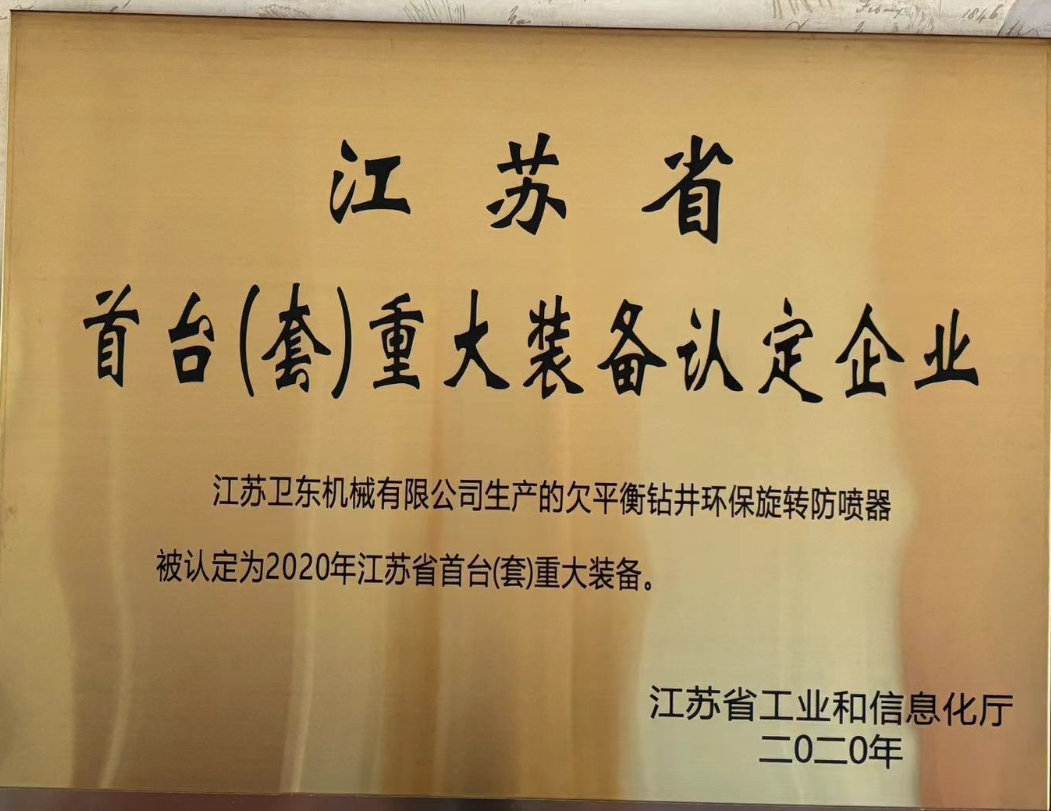 1846
江苏省
首台(套)重大装备认定企业
江苏卫东机械有限公司生产的欠平衡钻井环保旋转防喷器
被认定为2020年江苏省首台(套)重大装备。
江苏省工业和信息化厅
二0二0年